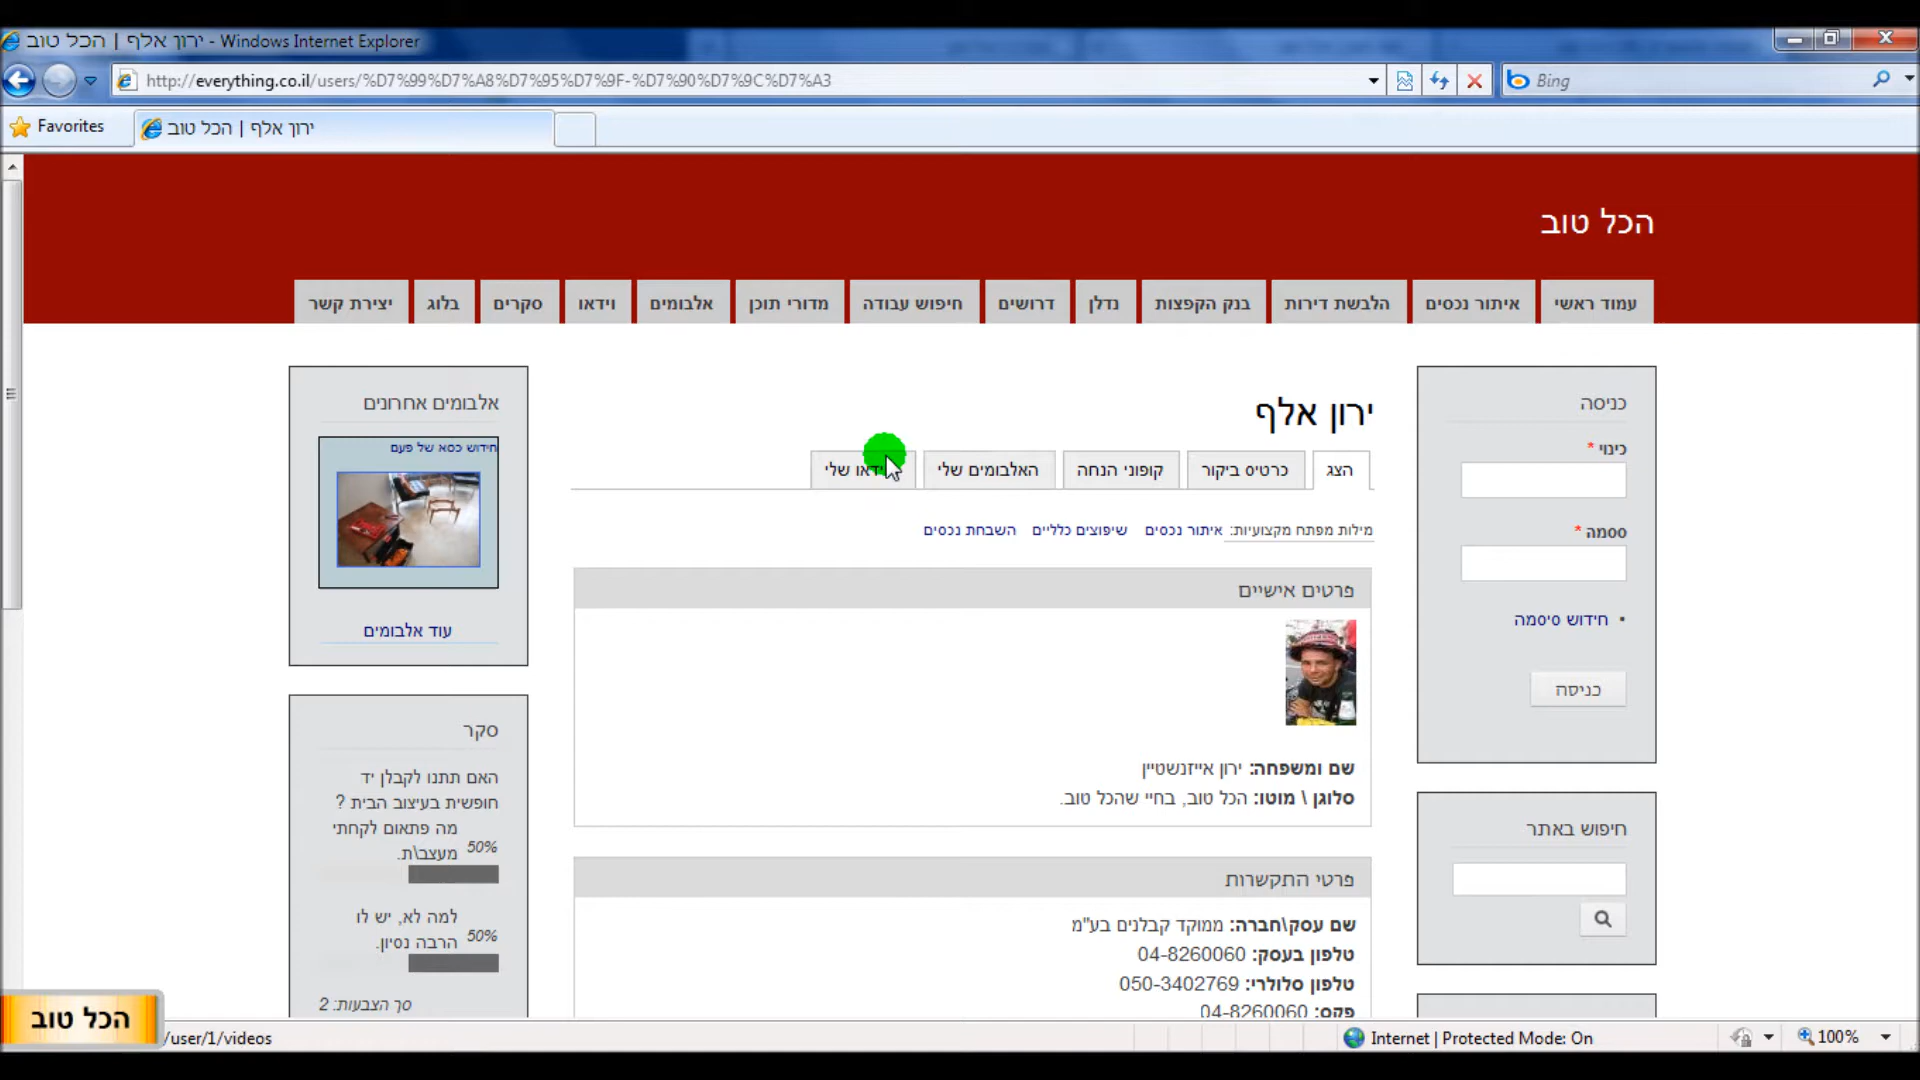 ירון אלף | הכל טוב - Windows Internet Explorer
http://everything.co.il/users/%D7%99%D7%A8%D7%95%D7%9F-%D7%90%D7%9C%D7%A3
Bing
Favorites
ירון אלף | הכל טוב
הכל טוב
עמוד ראשי
איתור נכסים
הלבשת דירות
בנק הקפצות
נדלן
דרושים
חיפוש עבודה
מדורי תוכן
אלבומים
וידאו
סקרים
בלוג
יצירת קשר
כניסה
כינוי *
סוסמה *
חידוש סיסמה
כניסה
חיפוש באתר
ירון אלף
הצג
כרטיס ביקור
קופוני הנחה
האלבומים שלי
שלי
מילות מפתח מקצועיות: איתור נכסים שיפוצים כלליים השבחת נכסים
פרטים אישיים
שם ומשפחה: ירון אייזנשטיין
סלוגן \ מוטו: הכל טוב, בחיי שהכל טוב.
פרטי התקשרות
שם עסק\חברה: ממוקד קבלנים בע"מ
טלפון בעסק: 04-8260060
טלפון סלולרי: 050-3402769
פקס: 04-8260060
אלבומים אחרונים
חידוש כסא של פעם
עוד אלבומים
סקר
האם תתנו לקבלן יד
חופשית בעיצוב הבית ?
מה פתאום לקחתי
מעצב\ת.
50%
למה לא, יש לו
הרבה נסיון.
50%
סך הצבעות: 2
הכל טוב
/user/1/videos
Internet | Protected Mode: On
100%